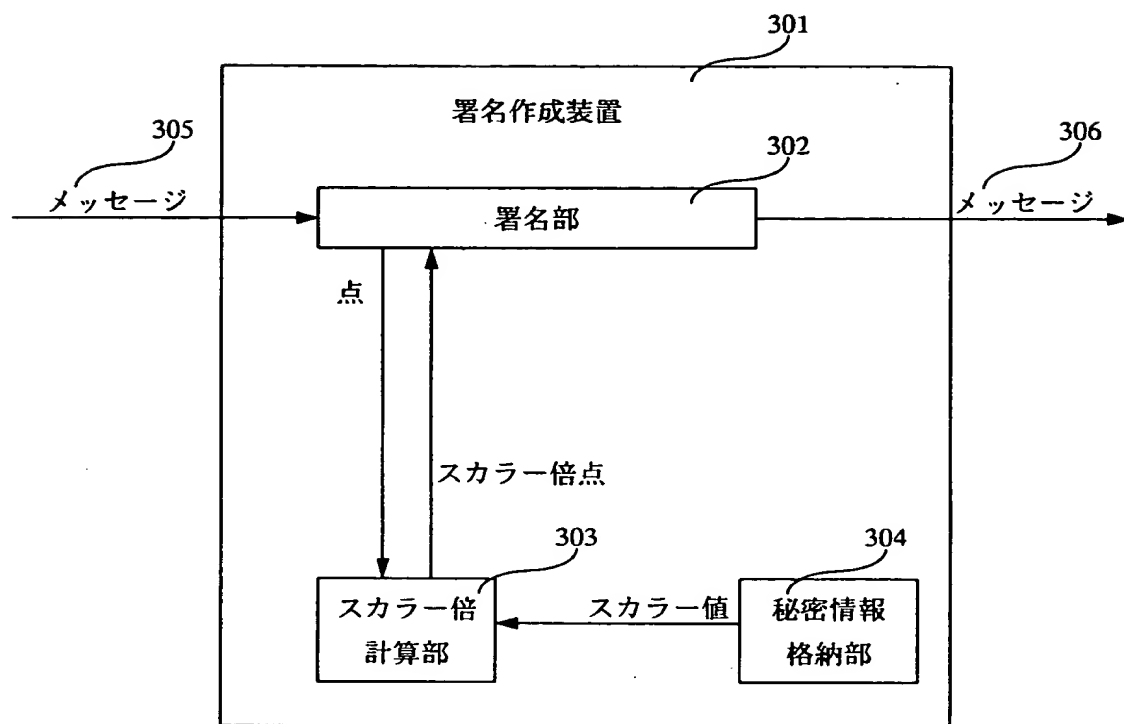 301
署名作成装置
305
302
306
メッセージ
署名部
メッセージ
点
スカラー倍点
303
304
スカラー倍
計算部
スカラー値
秘密情報
格納部